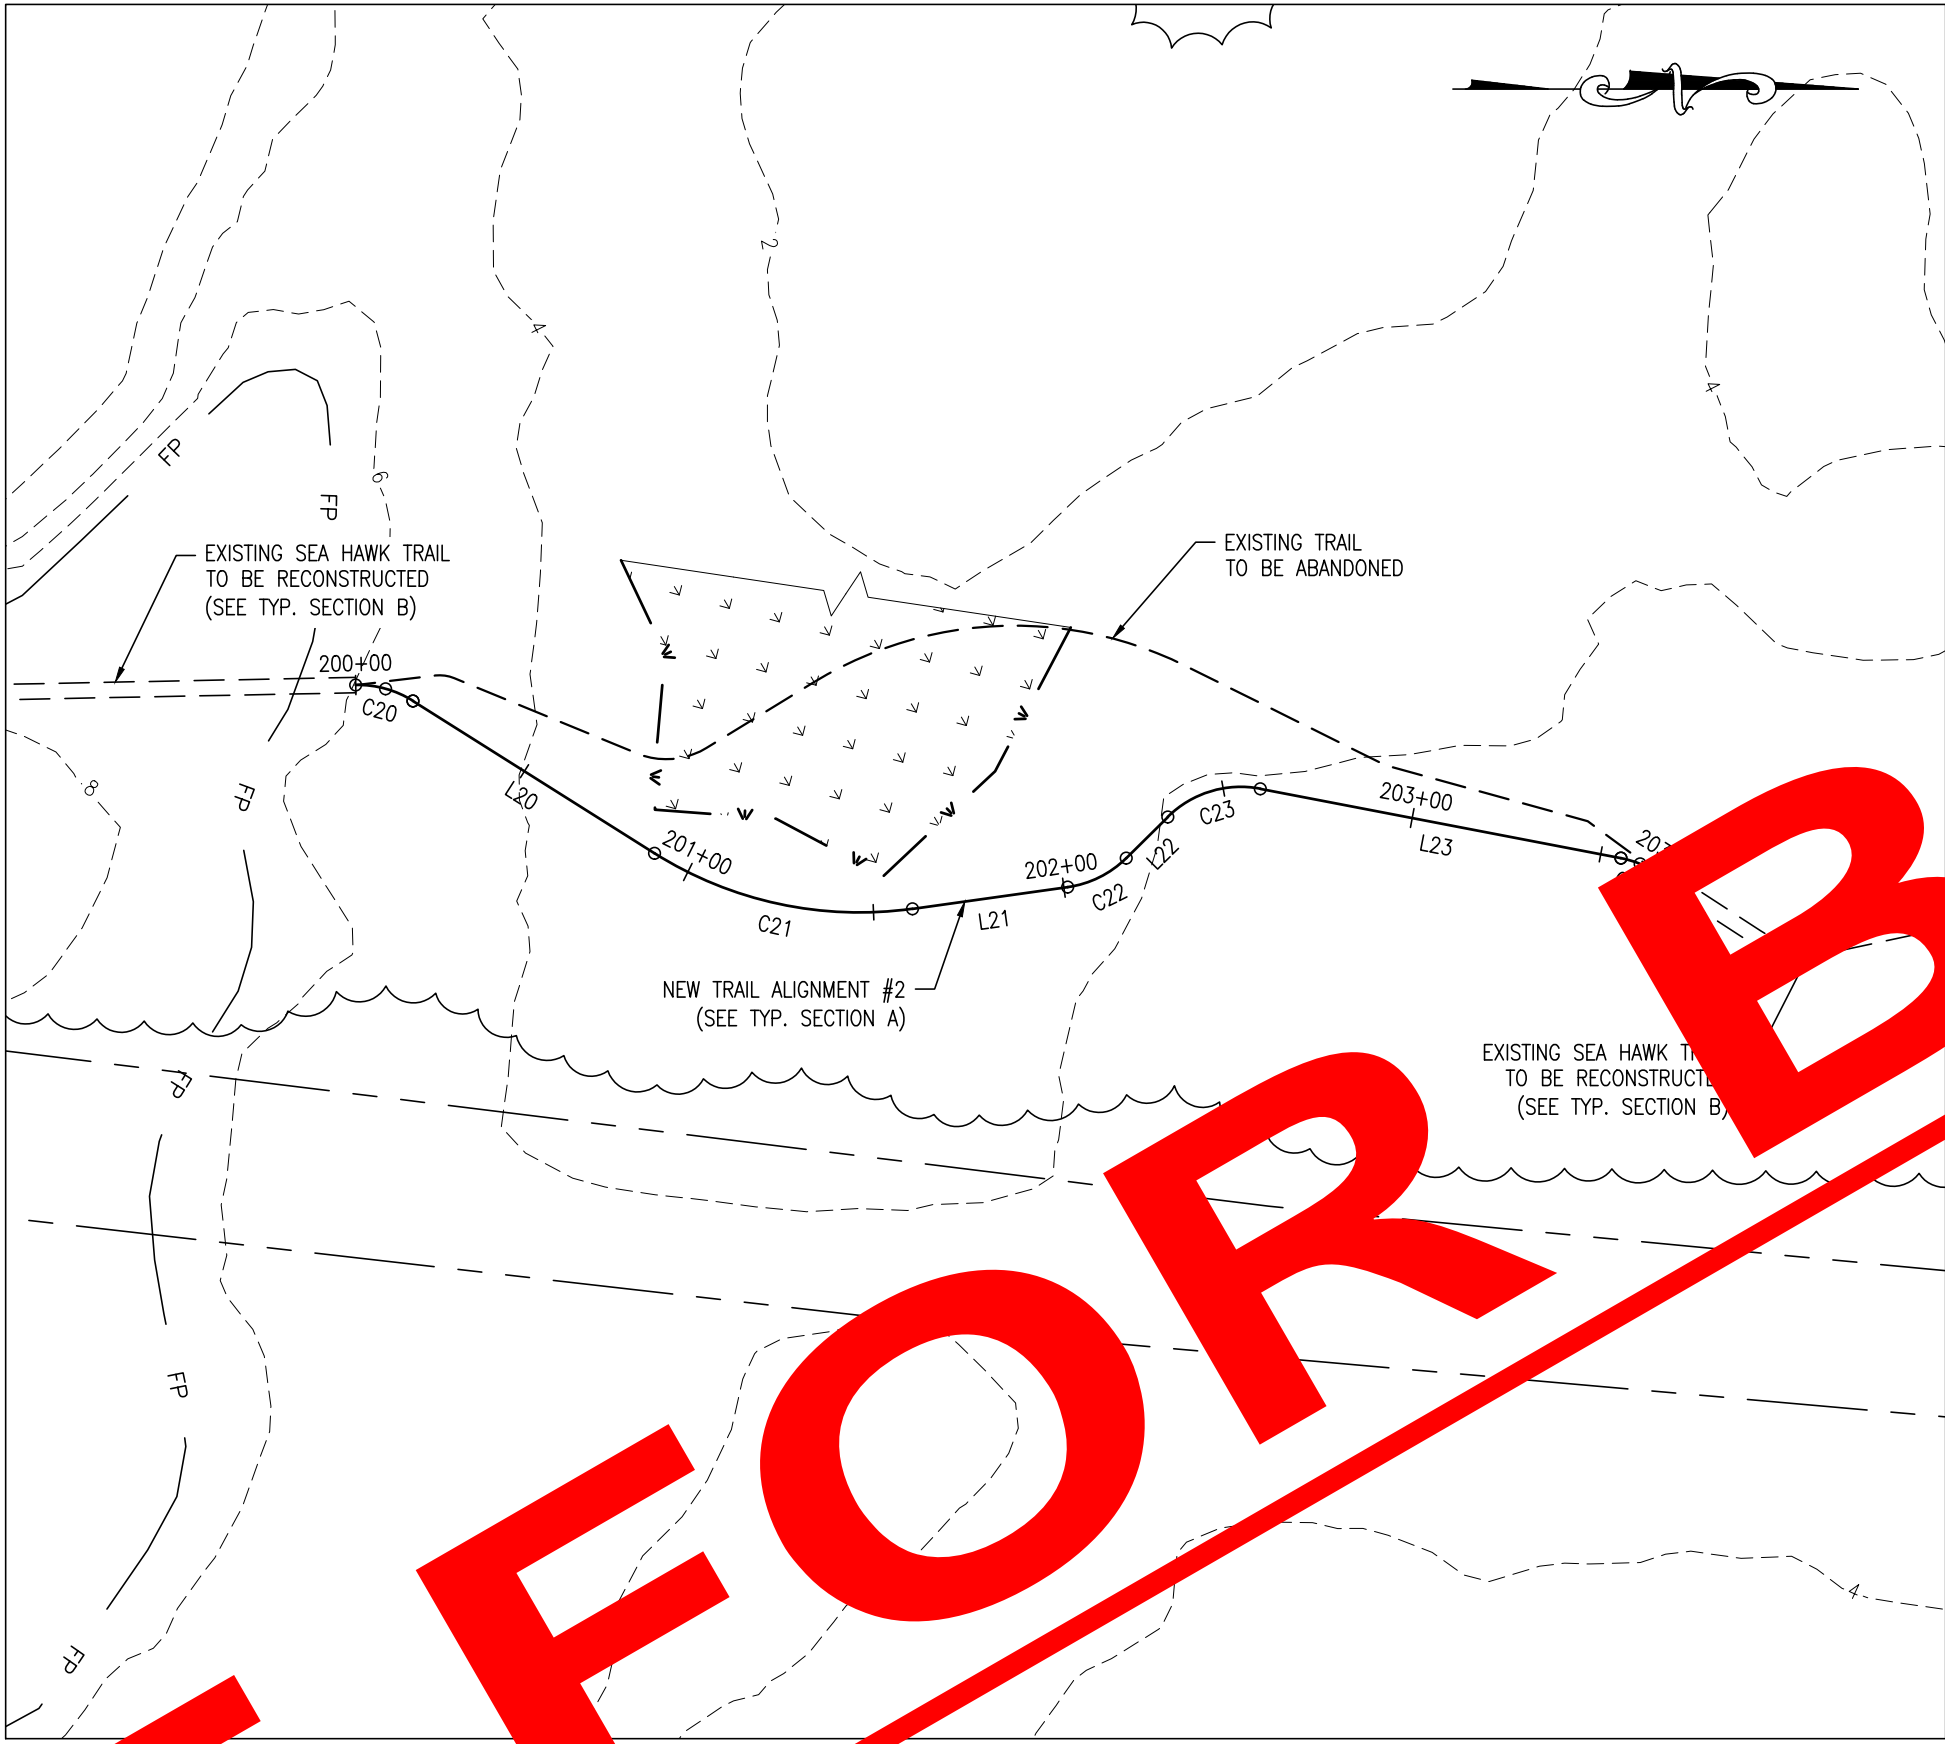 N
2
4
4
FP
6
FP
EXISTING SEA HAWK TRAIL
TO BE RECONSTRUCTED
(SEE TYP. SECTION B)
EXISTING TRAIL
TO BE ABANDONED
200+00
C20
L20
8
FP
201+00
C21
L21
202+00
C22
L22
C23
203+00
L23
NEW TRAIL ALIGNMENT #2
(SEE TYP. SECTION A)
EXISTING SEA HAWK
TO BE
(SEE TYP. SECTION B)
FP
FP
4
FP
FOR B